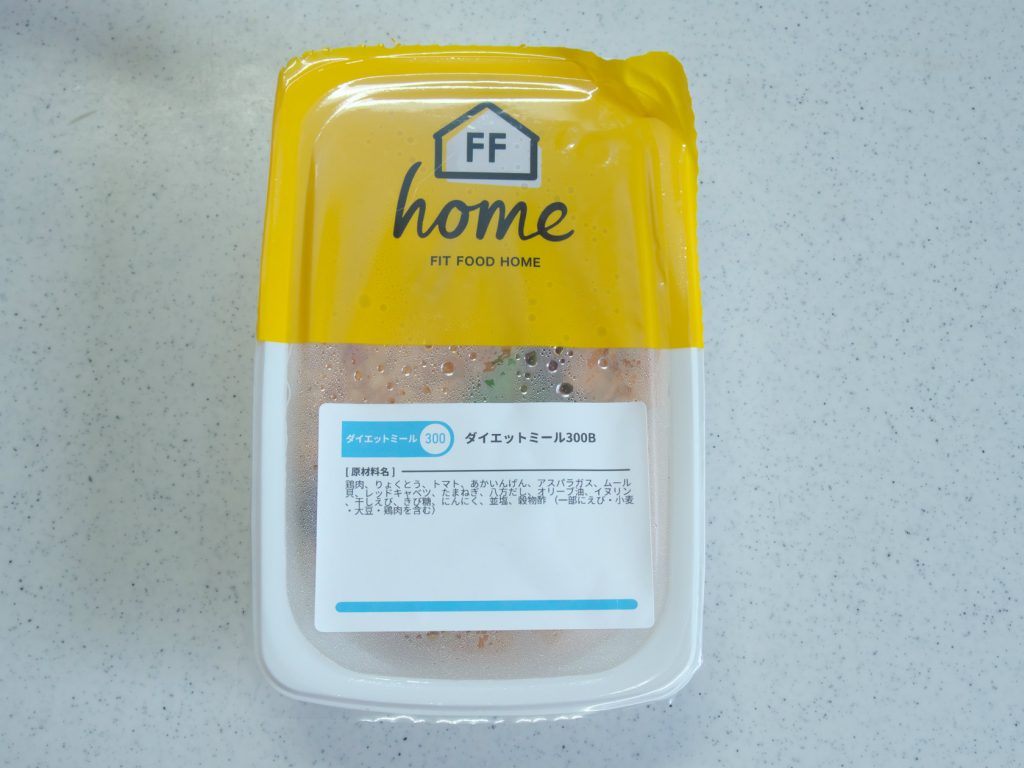 FF
home
FIT FOOD HOME
ダイエットミール 300 ダイエットミール300B
[ 原材料名 ]
鶏肉、りょくとう、トマト、あかいんげん、アスパラガス、ムール
貝、レッドキャベツ、たまねぎ、八方だし、オリーブ油、イヌリン
、干しえび、きび糖、にんにく、並塩、穀物酢（一部にえび・小麦
・大豆・鶏肉を含む）